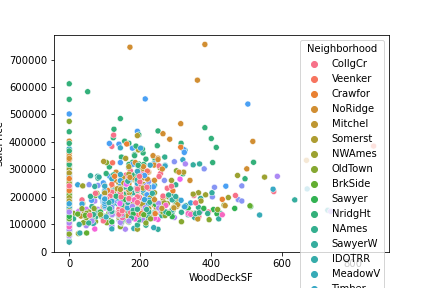 Neighborhood
CollgCr
Veenker
Crawfor
NoRidge
Mitchel
Somerst
NWAmes
OldTown
BrkSide
Sawyer
NridgHt
NAmes
SawyerW
IDOTRR
MeadowV
Timber
700000
600000
500000
400000
300000
200000
100000
0
0
200
400
600
WoodDeckSF